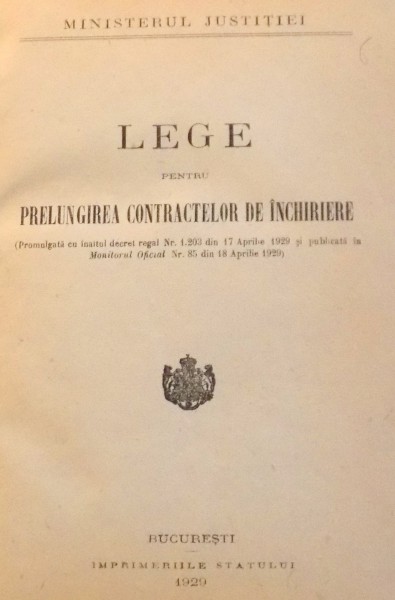 MINISTERUL JUSTIȚIEI
LEGE
PENTRU
PRELUNGIREA CONTRACTELOR DE ÎNCHIRIERE
(Promulgată cu înaltul decret regal Nr. 1.203 din 17 Aprilie 1929 și publicată în
Monitorul Oficial Nr. 85 din 18 Aprilie 1929)
BUCUREȘTI
IMPRIMERIILE STATULUI
1929